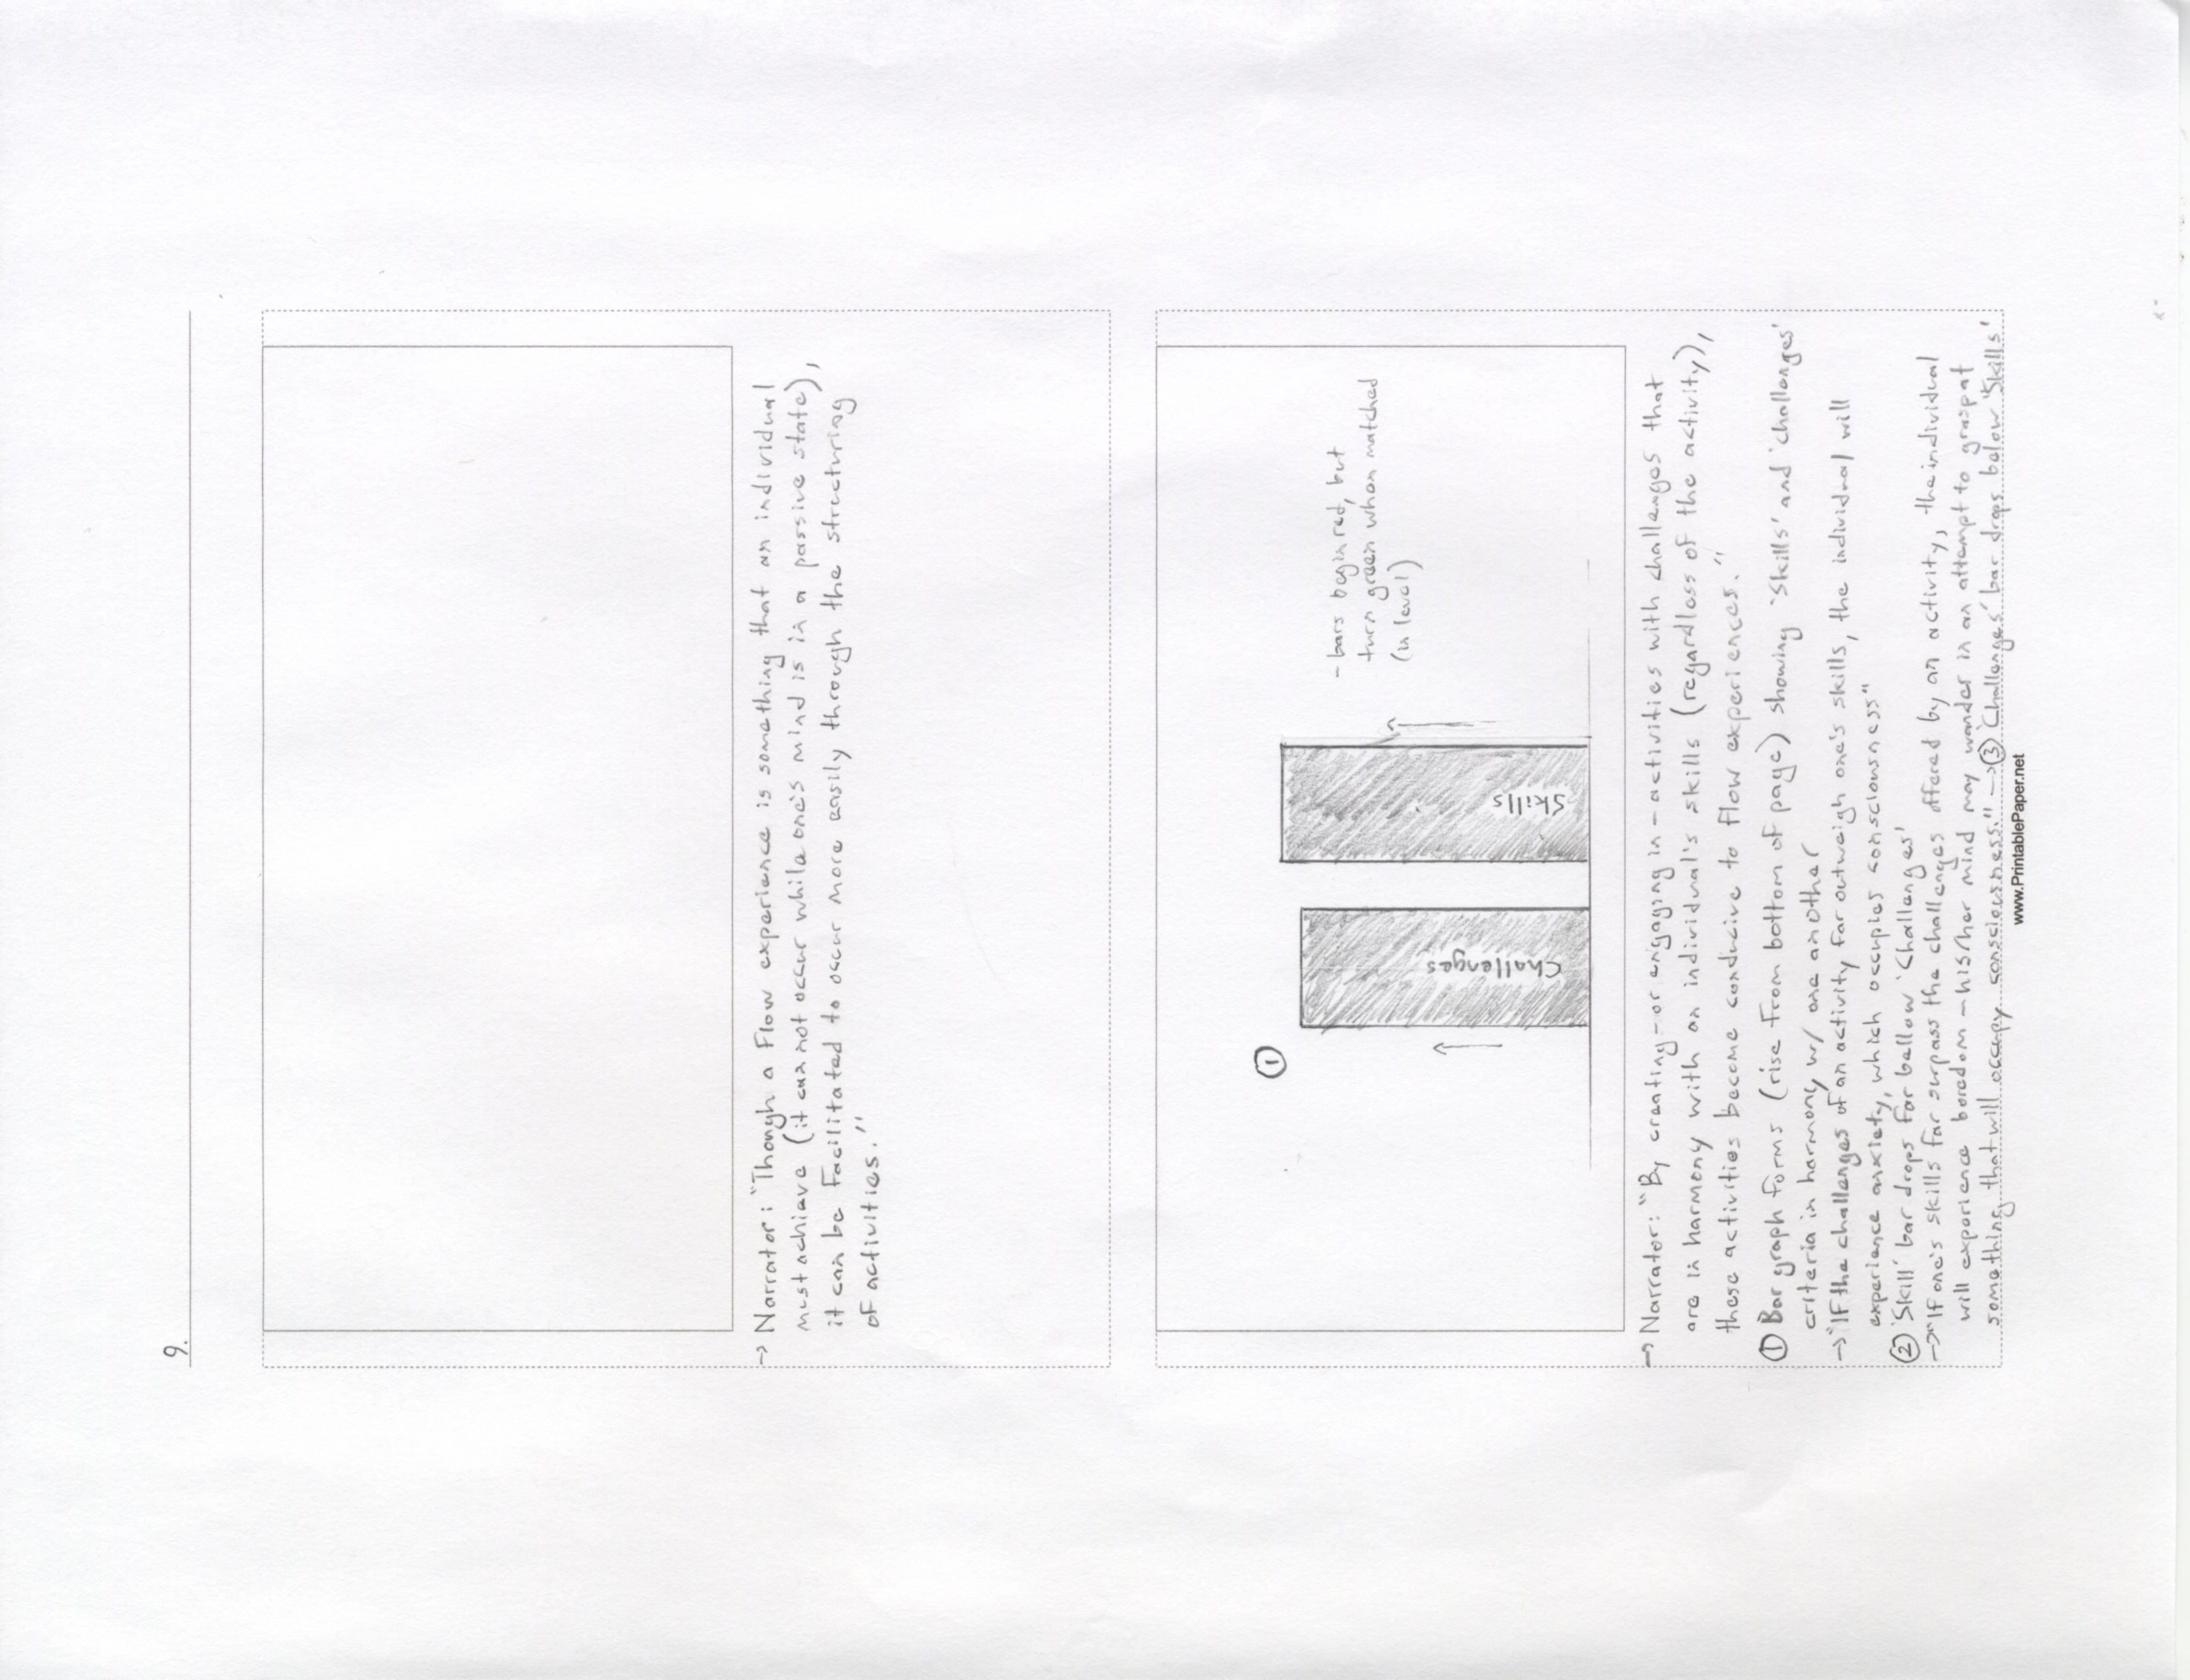 9.
→ Narrator: "Though a flow experience is something that an individual
must achieve (it can not occur while one's mind is in a passive state),
it can be facilitated to occur more easily through the structuring
of activities."
①
- bars begin red, but
turn green when matched
(in level)
Challenges
Skills
→ Narrator: "By creating - or engaging in - activities with challenges that
are in harmony with an individual's skills (regardless of the activity),
these activities become conducive to flow experiences."
① Bar graph forms (rise from bottom of page) showing 'Skills' and 'challenges'
criteria in harmony w/ one another
→ "If the challenges of an activity far outweigh one's skills, the individual will
experience anxiety, which occupies consciousness"
② 'Skill' bar drops far bellow 'Challenges'
→ "If one's skills far surpass the challenges offered by an activity, the individual
will experience boredom - his/her mind may wander in an attempt to grasp at
something that will occupy consciousness." → ③ 'Challenges' bar drops below 'Skills'
www.PrintablePaper.net